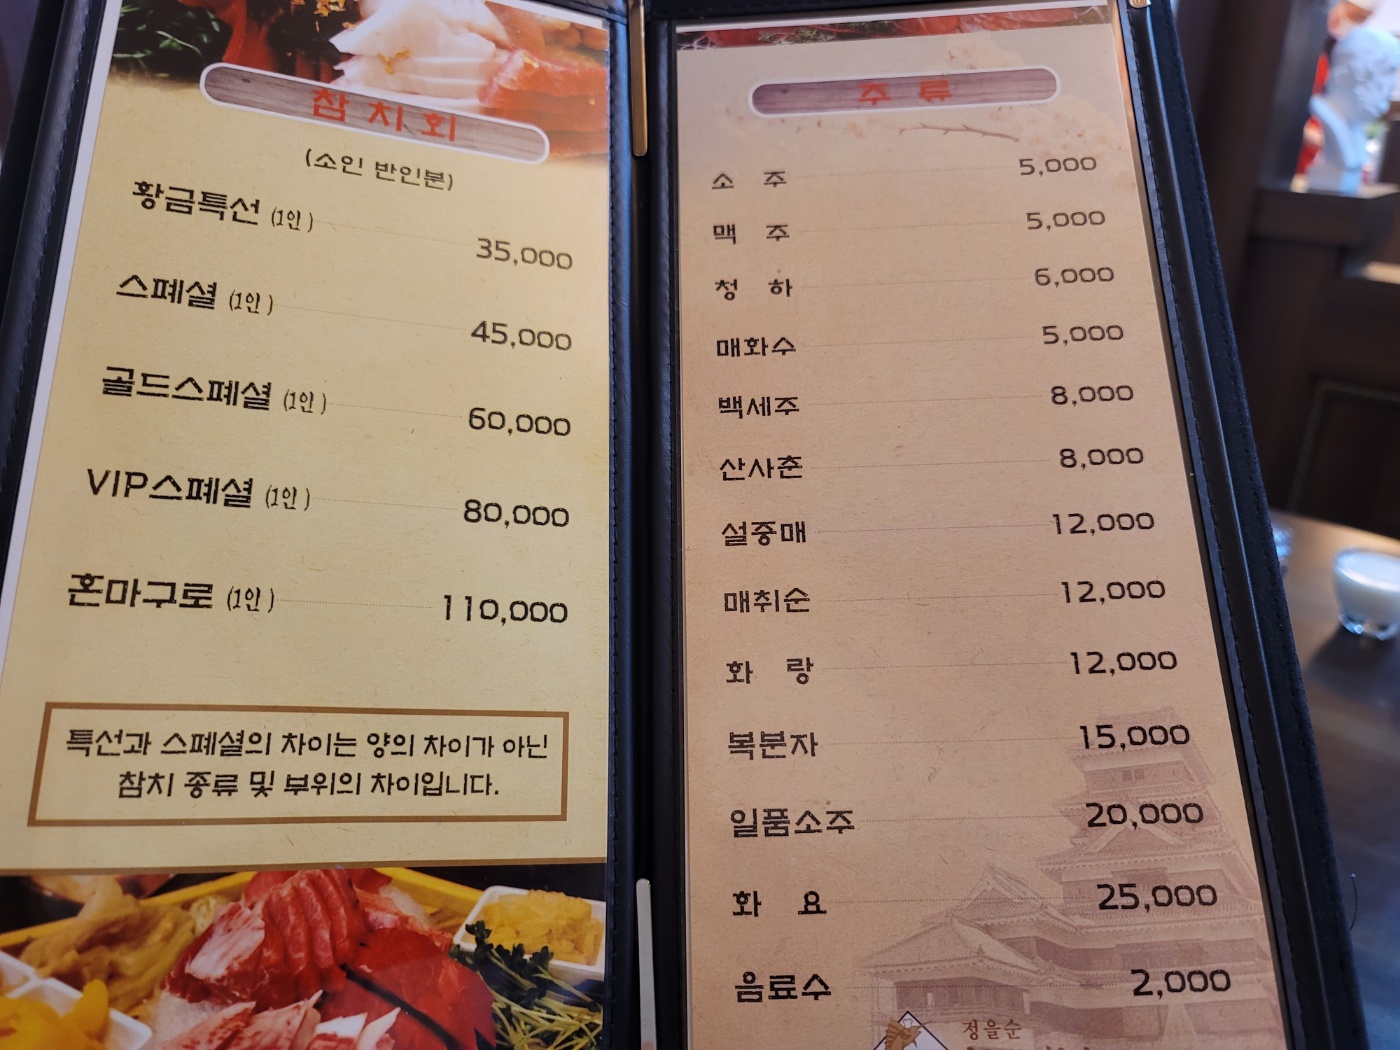 참치회
(소인 반인분)
황금특선 (1인) 35,000
스페셜 (1인) 45,000
골드스페셜 (1인) 60,000
VIP스페셜 (1인) 80,000
혼마구로 (1인) 110,000
특선과 스페셜의 차이는 양의 차이가 아닌
참치 종류 및 부위의 차이입니다.
주류
소 주 5,000
맥 주 5,000
청 하 6,000
매화수 5,000
백세주 8,000
산사춘 8,000
설중매 12,000
매취순 12,000
화 랑 12,000
복분자 15,000
일품소주 20,000
화 요 25,000
음료수 2,000
정을순